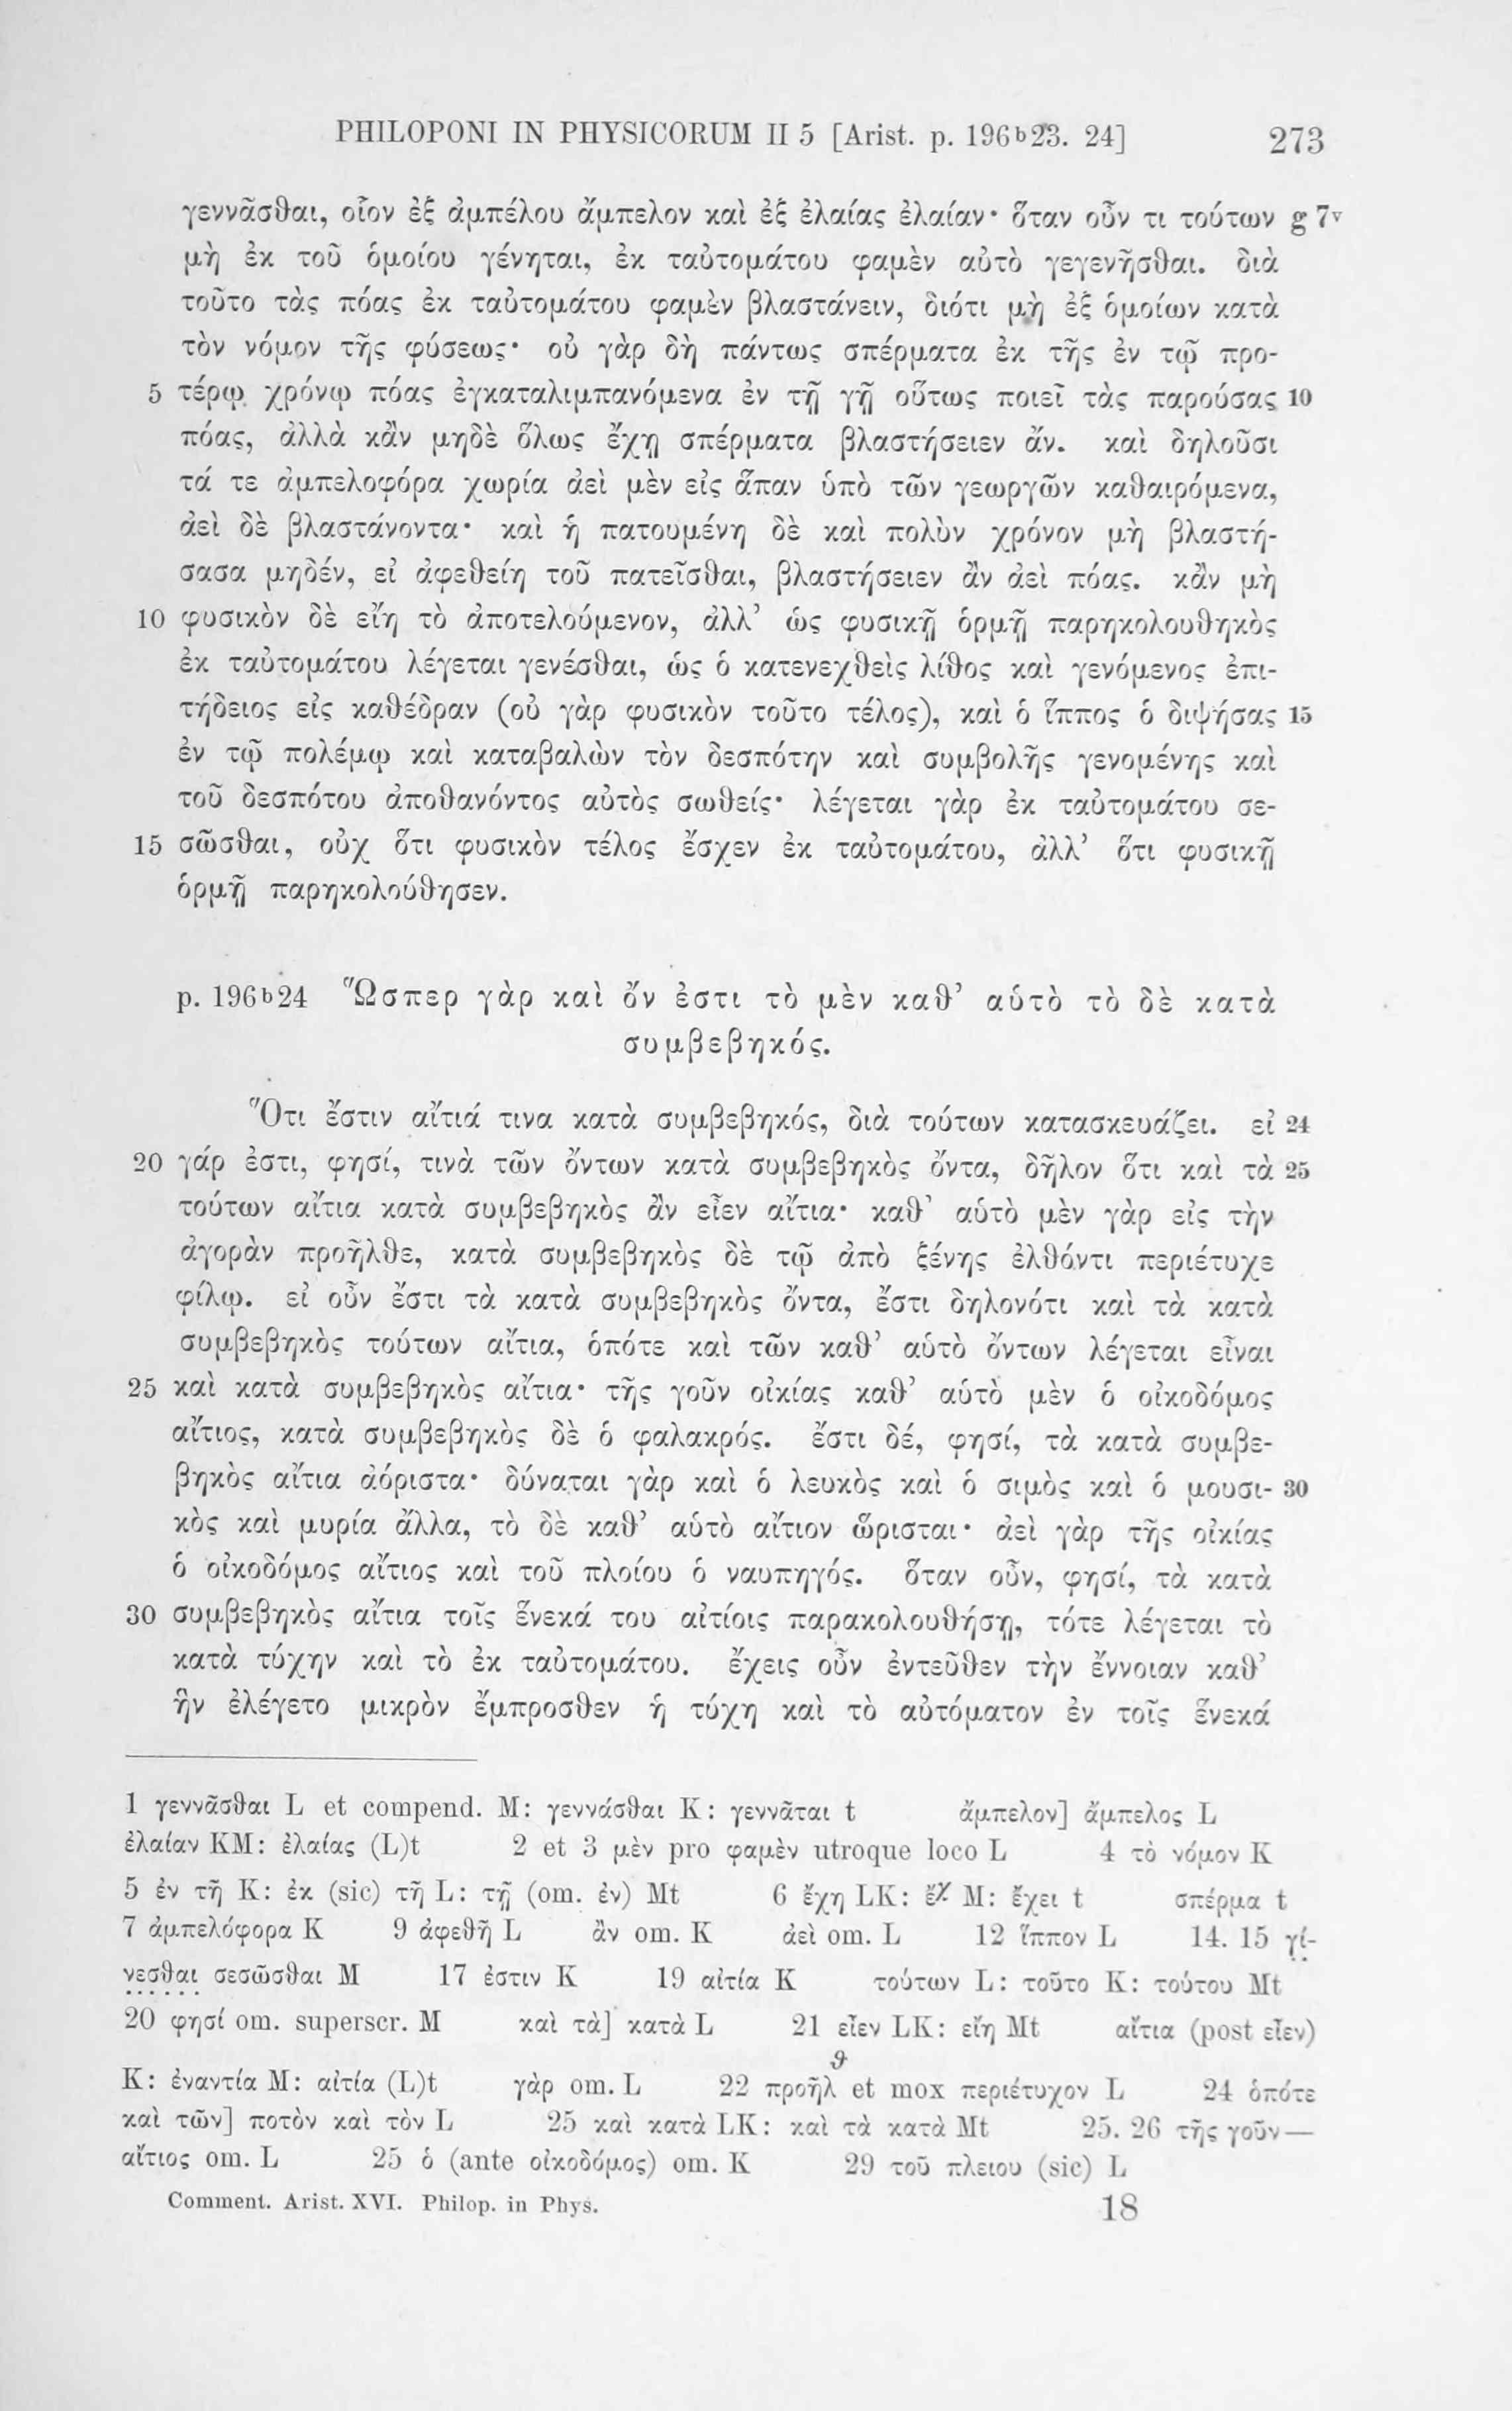 PHILOPONI IN PHYSICORUM II 5 [Arist. p. 196ᵇ23. 24] 273
γεννᾶσθαι, οἷον ἐξ ἀμπέλου ἄμπελον καὶ ἐξ ἐλαίας ἐλαίαν· ὅταν οὖν τι τούτων g 7ᵛ
μὴ ἐκ τοῦ ὁμοίου γένηται, ἐκ ταὐτομάτου φαμὲν αὐτὸ γεγενῆσθαι. διὰ
τοῦτο τὰς πόας ἐκ ταὐτομάτου φαμὲν βλαστάνειν, διότι μὴ ἐξ ὁμοίων κατὰ
τὸν νόμον τῆς φύσεως· οὐ γὰρ δὴ πάντως σπέρματα ἐκ τῆς ἐν τῷ προ-
5 τέρῳ χρόνῳ πόας ἐγκαταλιμπανόμενα ἐν τῇ γῇ οὕτως ποιεῖ τὰς παρούσας 10
πόας, ἀλλὰ κἂν μηδὲ ὅλως ἔχῃ σπέρματα βλαστήσειεν ἄν. καὶ δηλοῦσι
τά τε ἀμπελοφόρα χωρία ἀεὶ μὲν εἰς ἅπαν ὑπὸ τῶν γεωργῶν καθαιρόμενα,
ἀεὶ δὲ βλαστάνοντα· καὶ ἡ πατουμένη δὲ καὶ πολὺν χρόνον μὴ βλαστή-
σασα μηδέν, εἰ ἀφεθείη τοῦ πατεῖσθαι, βλαστήσειεν ἂν ἀεὶ πόας. κἂν μὴ
10 φυσικὸν δὲ εἴη τὸ ἀποτελούμενον, ἀλλ’ ὡς φυσικῇ ὁρμῇ παρηκολουθηκὸς
ἐκ ταὐτομάτου λέγεται γενέσθαι, ὡς ὁ κατενεχθεὶς λίθος καὶ γενόμενος ἐπι-
τήδειος εἰς καθέδραν (οὐ γὰρ φυσικὸν τοῦτο τέλος), καὶ ὁ ἵππος ὁ διψήσας 15
ἐν τῷ πολέμῳ καὶ καταβαλὼν τὸν δεσπότην καὶ συμβολῆς γενομένης καὶ
τοῦ δεσπότου ἀποθανόντος αὐτὸς σωθείς· λέγεται γὰρ ἐκ ταὐτομάτου σε-
15 σῶσθαι, οὐχ ὅτι φυσικὸν τέλος ἔσχεν ἐκ ταὐτομάτου, ἀλλ’ ὅτι φυσικῇ
ὁρμῇ παρηκολούθησεν.
p. 196ᵇ24 Ὥσπερ γὰρ καὶ ὄν ἐστι τὸ μὲν καθ’ αὑτὸ τὸ δὲ κατὰ
συμβεβηκός.
Ὅτι ἔστιν αἴτιά τινα κατὰ συμβεβηκός, διὰ τούτων κατασκευάζει. εἰ 24
20 γάρ ἐστι, φησί, τινὰ τῶν ὄντων κατὰ συμβεβηκὸς ὄντα, δῆλον ὅτι καὶ τὰ 25
τούτων αἴτια κατὰ συμβεβηκὸς ἂν εἶεν αἴτια· καθ’ αὑτὸ μὲν γὰρ εἰς τὴν
ἀγορὰν προῆλθε, κατὰ συμβεβηκὸς δὲ τῷ ἀπὸ ξένης ἐλθόντι περιέτυχε
φίλῳ. εἰ οὖν ἔστι τὰ κατὰ συμβεβηκὸς ὄντα, ἔστι δηλονότι καὶ τὰ κατὰ
συμβεβηκὸς τούτων αἴτια, ὁπότε καὶ τῶν καθ’ αὑτὸ ὄντων λέγεται εἶναι
25 καὶ κατὰ συμβεβηκὸς αἴτια· τῆς γοῦν οἰκίας καθ’ αὑτὸ μὲν ὁ οἰκοδόμος
αἴτιος, κατὰ συμβεβηκὸς δὲ ὁ φαλακρός. ἔστι δέ, φησί, τὰ κατὰ συμβε-
βηκὸς αἴτια ἀόριστα· δύναται γὰρ καὶ ὁ λευκὸς καὶ ὁ σιμὸς καὶ ὁ μουσι- 30
κὸς καὶ μυρία ἄλλα, τὸ δὲ καθ’ αὑτὸ αἴτιον ὥρισται· ἀεὶ γὰρ τῆς οἰκίας
ὁ οἰκοδόμος αἴτιος καὶ τοῦ πλοίου ὁ ναυπηγός. ὅταν οὖν, φησί, τὰ κατὰ
30 συμβεβηκὸς αἴτια τοῖς ἕνεκά του αἰτίοις παρακολουθήσῃ, τότε λέγεται τὸ
κατὰ τύχην καὶ τὸ ἐκ ταὐτομάτου. ἔχεις οὖν ἐντεῦθεν τὴν ἔννοιαν καθ’
ἣν ἐλέγετο μικρὸν ἔμπροσθεν ἡ τύχη καὶ τὸ αὐτόματον ἐν τοῖς ἕνεκά
1 γεννᾶσθαι L et compend. M: γεννάσθαι K: γεννᾶται t ἄμπελον] ἄμπελος L
ἐλαίαν KM: ἐλαίας (L)t 2 et 3 μὲν pro φαμὲν utroque loco L 4 τὸ νόμον K
5 ἐν τῇ K: ἐκ (sic) τῇ L: τῇ (om. ἐν) Mt 6 ἔχῃ LK: ἔχ M: ἔχει t σπέρμα t
7 ἀμπελόφορα K 9 ἀφεθῇ L ἂν om. K ἀεὶ om. L 12 ἵππον L 14. 15 γί-
νεσθαι σεσῶσθαι M 17 ἐστιν K 19 αἰτία K τούτων L: τοῦτο K: τούτου Mt
20 φησί om. superscr. M καὶ τὰ] κατὰ L 21 εἶεν LK: εἴη Mt αἴτια (post εἶεν)
K: ἐναντία M: αἰτία (L)t γὰρ om. L 22 προῆλθ et mox περιέτυχον L 24 ὁπότε
καὶ τῶν] ποτὸν καὶ τὸν L 25 καὶ κατὰ LK: καὶ τὰ κατὰ Mt 25. 26 τῆς γοῦν—
αἴτιος om. L 25 ὁ (ante οἰκοδόμος) om. K 29 τοῦ πλειου (sic) L
Comment. Arist. XVI. Philop. in Phys. 18